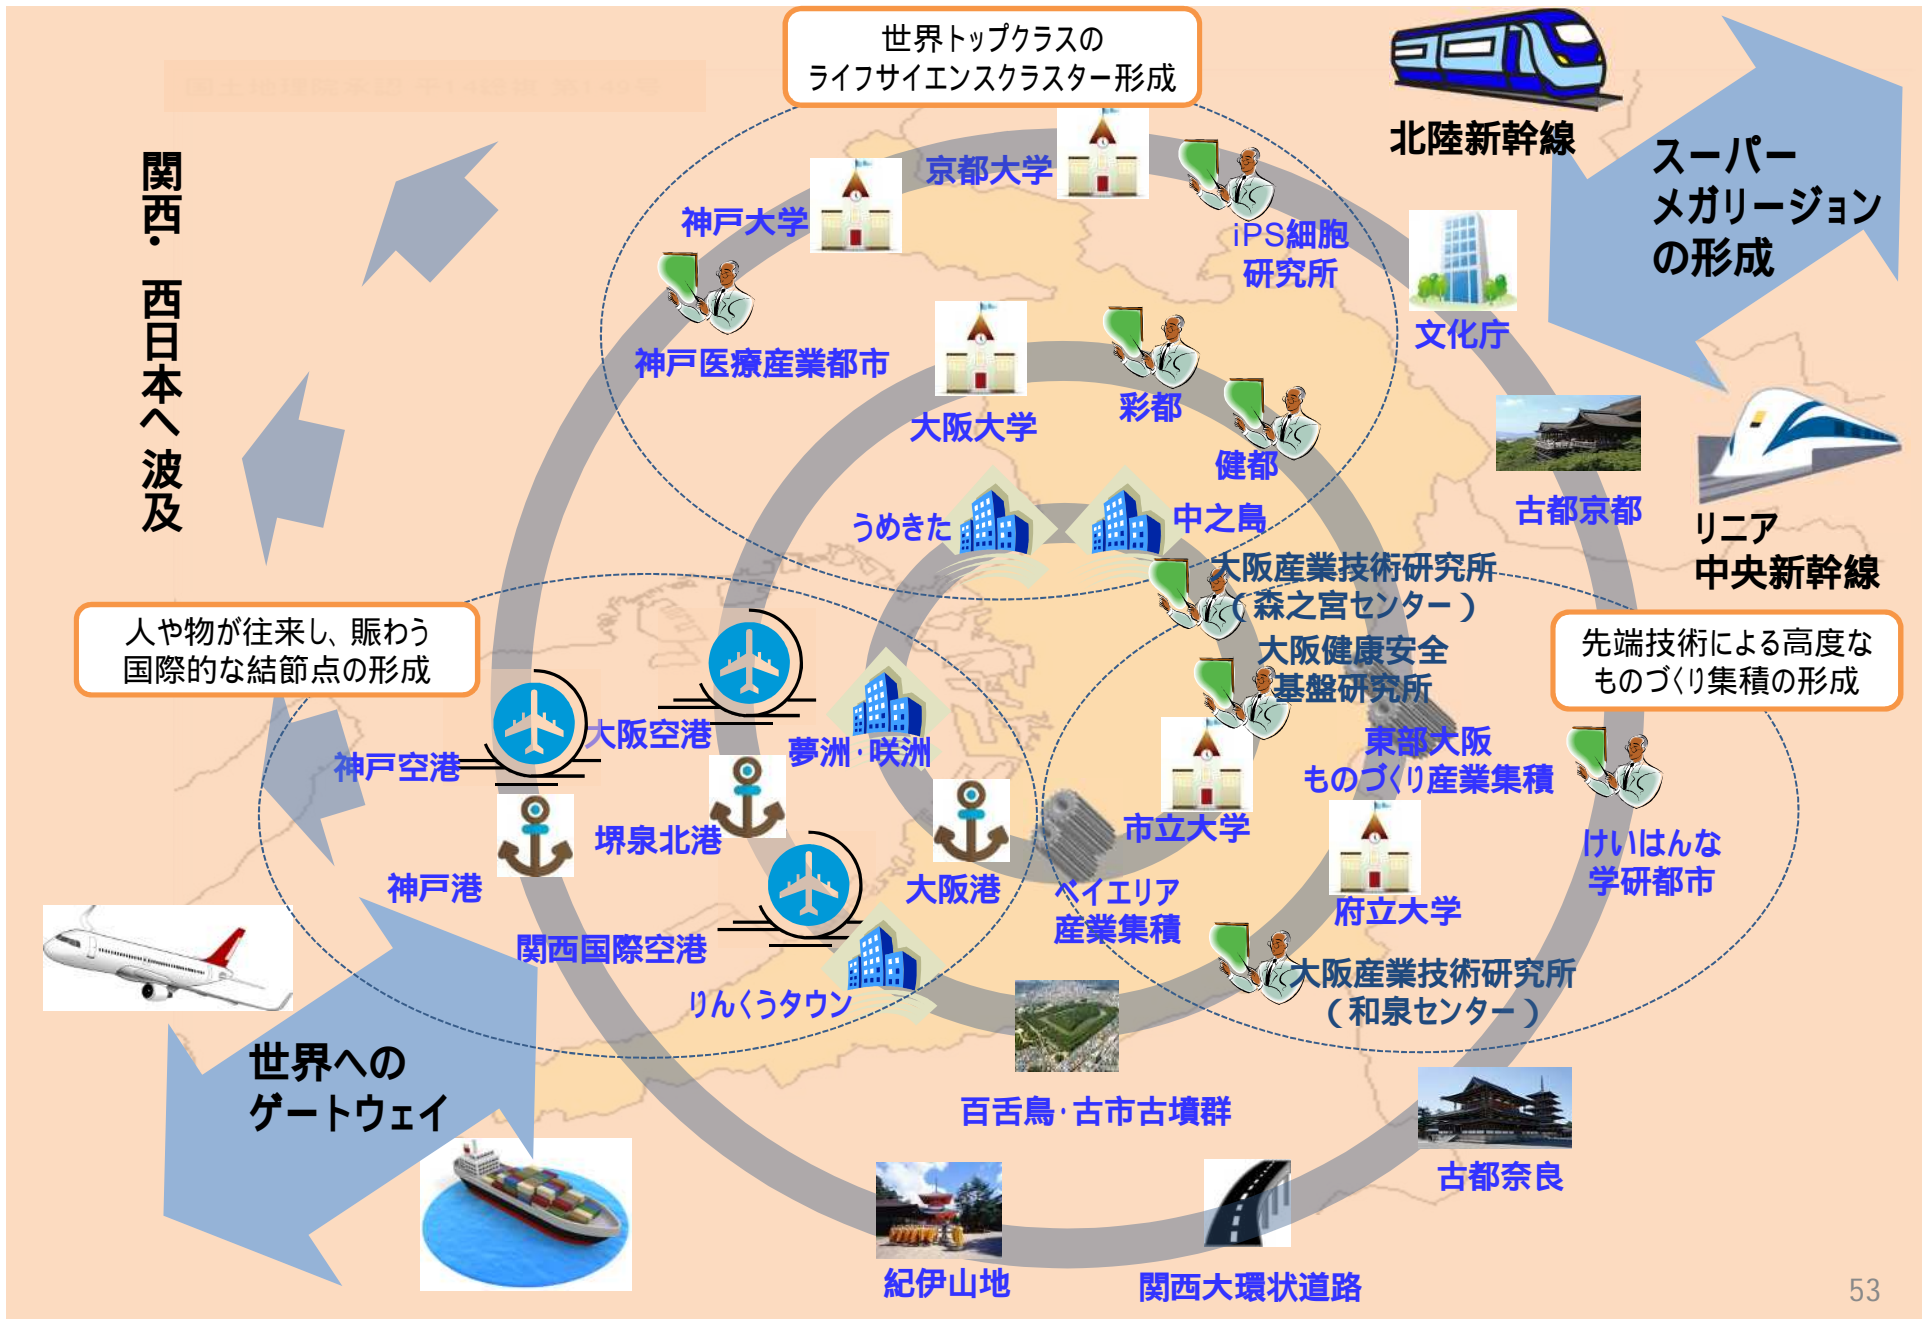 世界トップクラスの
ライフサイエンスクラスター形成
北陸新幹線
スーパー
メガリージョン
の形成
関西・西日本へ波及
京都大学
神戸大学
iPS細胞
研究所
文化庁
神戸医療産業都市
大阪大学
彩都
健都
古都京都
リニア
中央新幹線
うめきた
中之島
大阪産業技術研究所
（森之宮センター）
大阪健康安全
基盤研究所
人や物が往来し、賑わう
国際的な結節点の形成
先端技術による高度な
ものづくり集積の形成
神戸空港
大阪空港
夢洲・咲洲
東部大阪
ものづくり産業集積
堺泉北港
市立大学
けいはんな
学研都市
神戸港
大阪港
ベイエリア
産業集積
府立大学
関西国際空港
りんくうタウン
大阪産業技術研究所
（和泉センター）
世界への
ゲートウェイ
百舌鳥・古市古墳群
古都奈良
紀伊山地
関西大環状道路
53